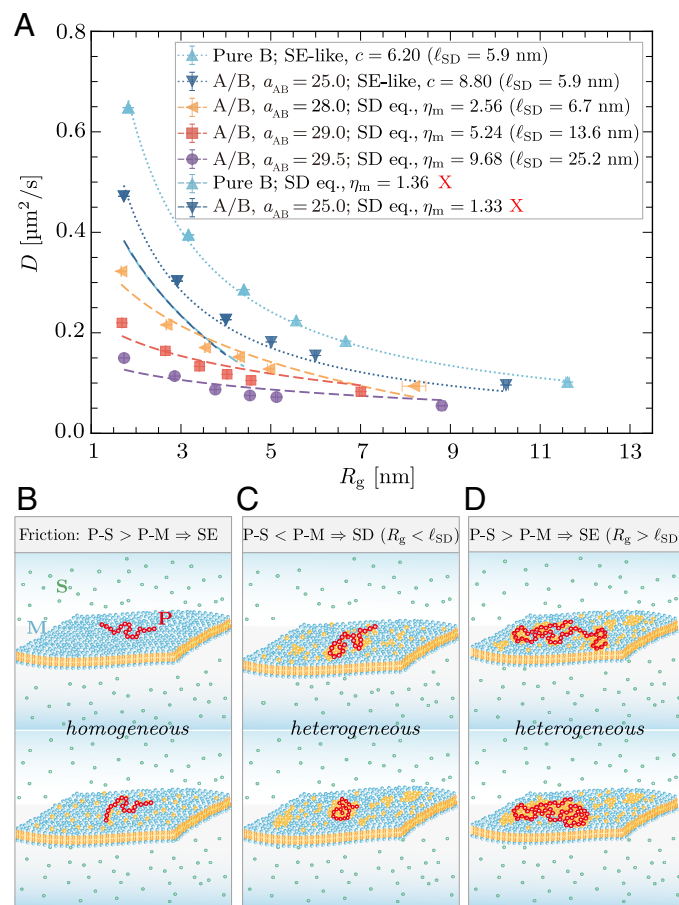 A
0.8
0.6
0.4
0.2
0.0
D [µm²/s]
Pure B; SE-like, c = 6.20 (ℓSD = 5.9 nm)
A/B, aAB = 25.0; SE-like, c = 8.80 (ℓSD = 5.9 nm)
A/B, aAB = 28.0; SD eq., ηm = 2.56 (ℓSD = 6.7 nm)
A/B, aAB = 29.0; SD eq., ηm = 5.24 (ℓSD = 13.6 nm)
A/B, aAB = 29.5; SD eq., ηm = 9.68 (ℓSD = 25.2 nm)
Pure B; SD eq., ηm = 1.36 X
A/B, aAB = 25.0; SD eq., ηm = 1.33 X
1 3 5 7 9 11 13
Rg [nm]
B
Friction: P-S > P-M ⇒ SE
S
M
P
homogeneous
C
P-S < P-M ⇒ SD (Rg < ℓSD)
heterogeneous
D
P-S > P-M ⇒ SE (Rg > ℓSD)
heterogeneous